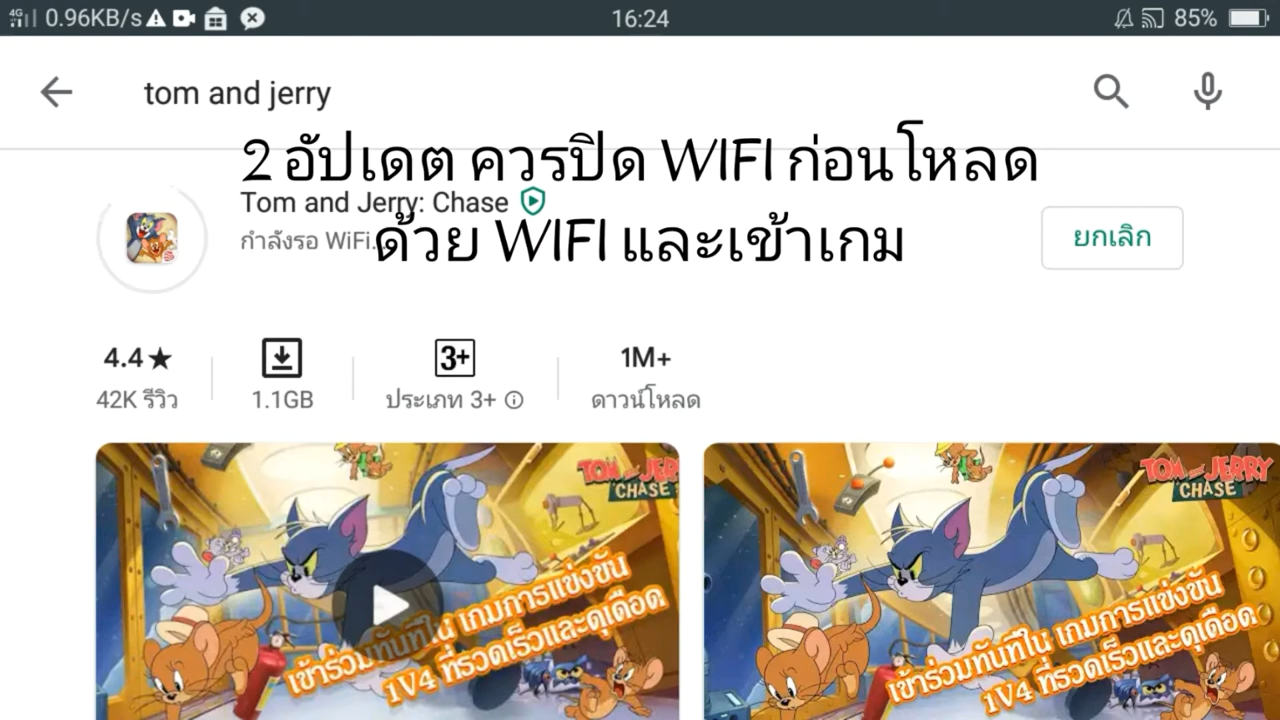 4G 0.96KB/s 16:24 85%
tom and jerry
2 อัปเดต ควรปิด WIFI ก่อนโหลด
Tom and Jerry: Chase
กำลังรอ WiFi...
ด้วย WIFI และเข้าเกม
ยกเลิก
4.4★ 3+ 1M+
42K รีวิว 1.1GB ประเภท 3+ ดาวน์โหลด
TOM and JERRY CHASE
เข้าร่วมทันทีใน เกมการแข่งขัน
1V4 ที่รวดเร็วและดุเดือด
TOM and JERRY CHASE
เข้าร่วมทันทีใน เกมการแข่งขัน
1V4 ที่รวดเร็วและดุเดือด